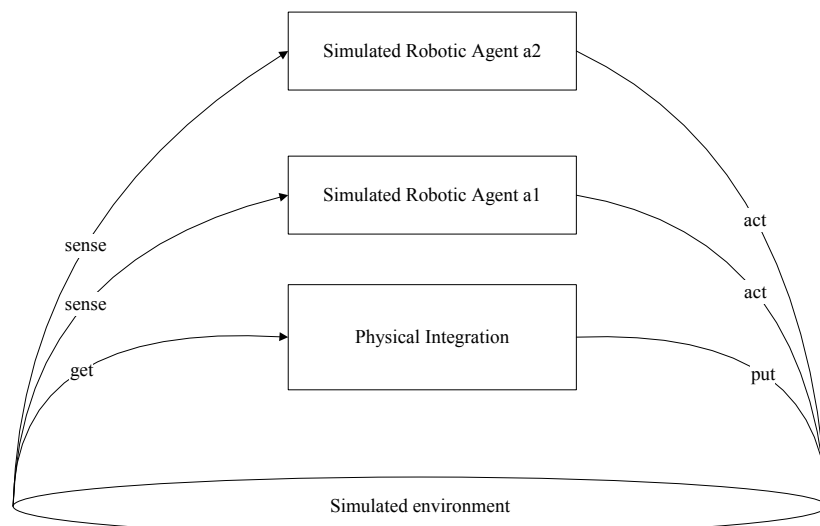 Simulated Robotic Agent a2
Simulated Robotic Agent a1
act
sense
act
sense
Physical Integration
get
put
Simulated environment